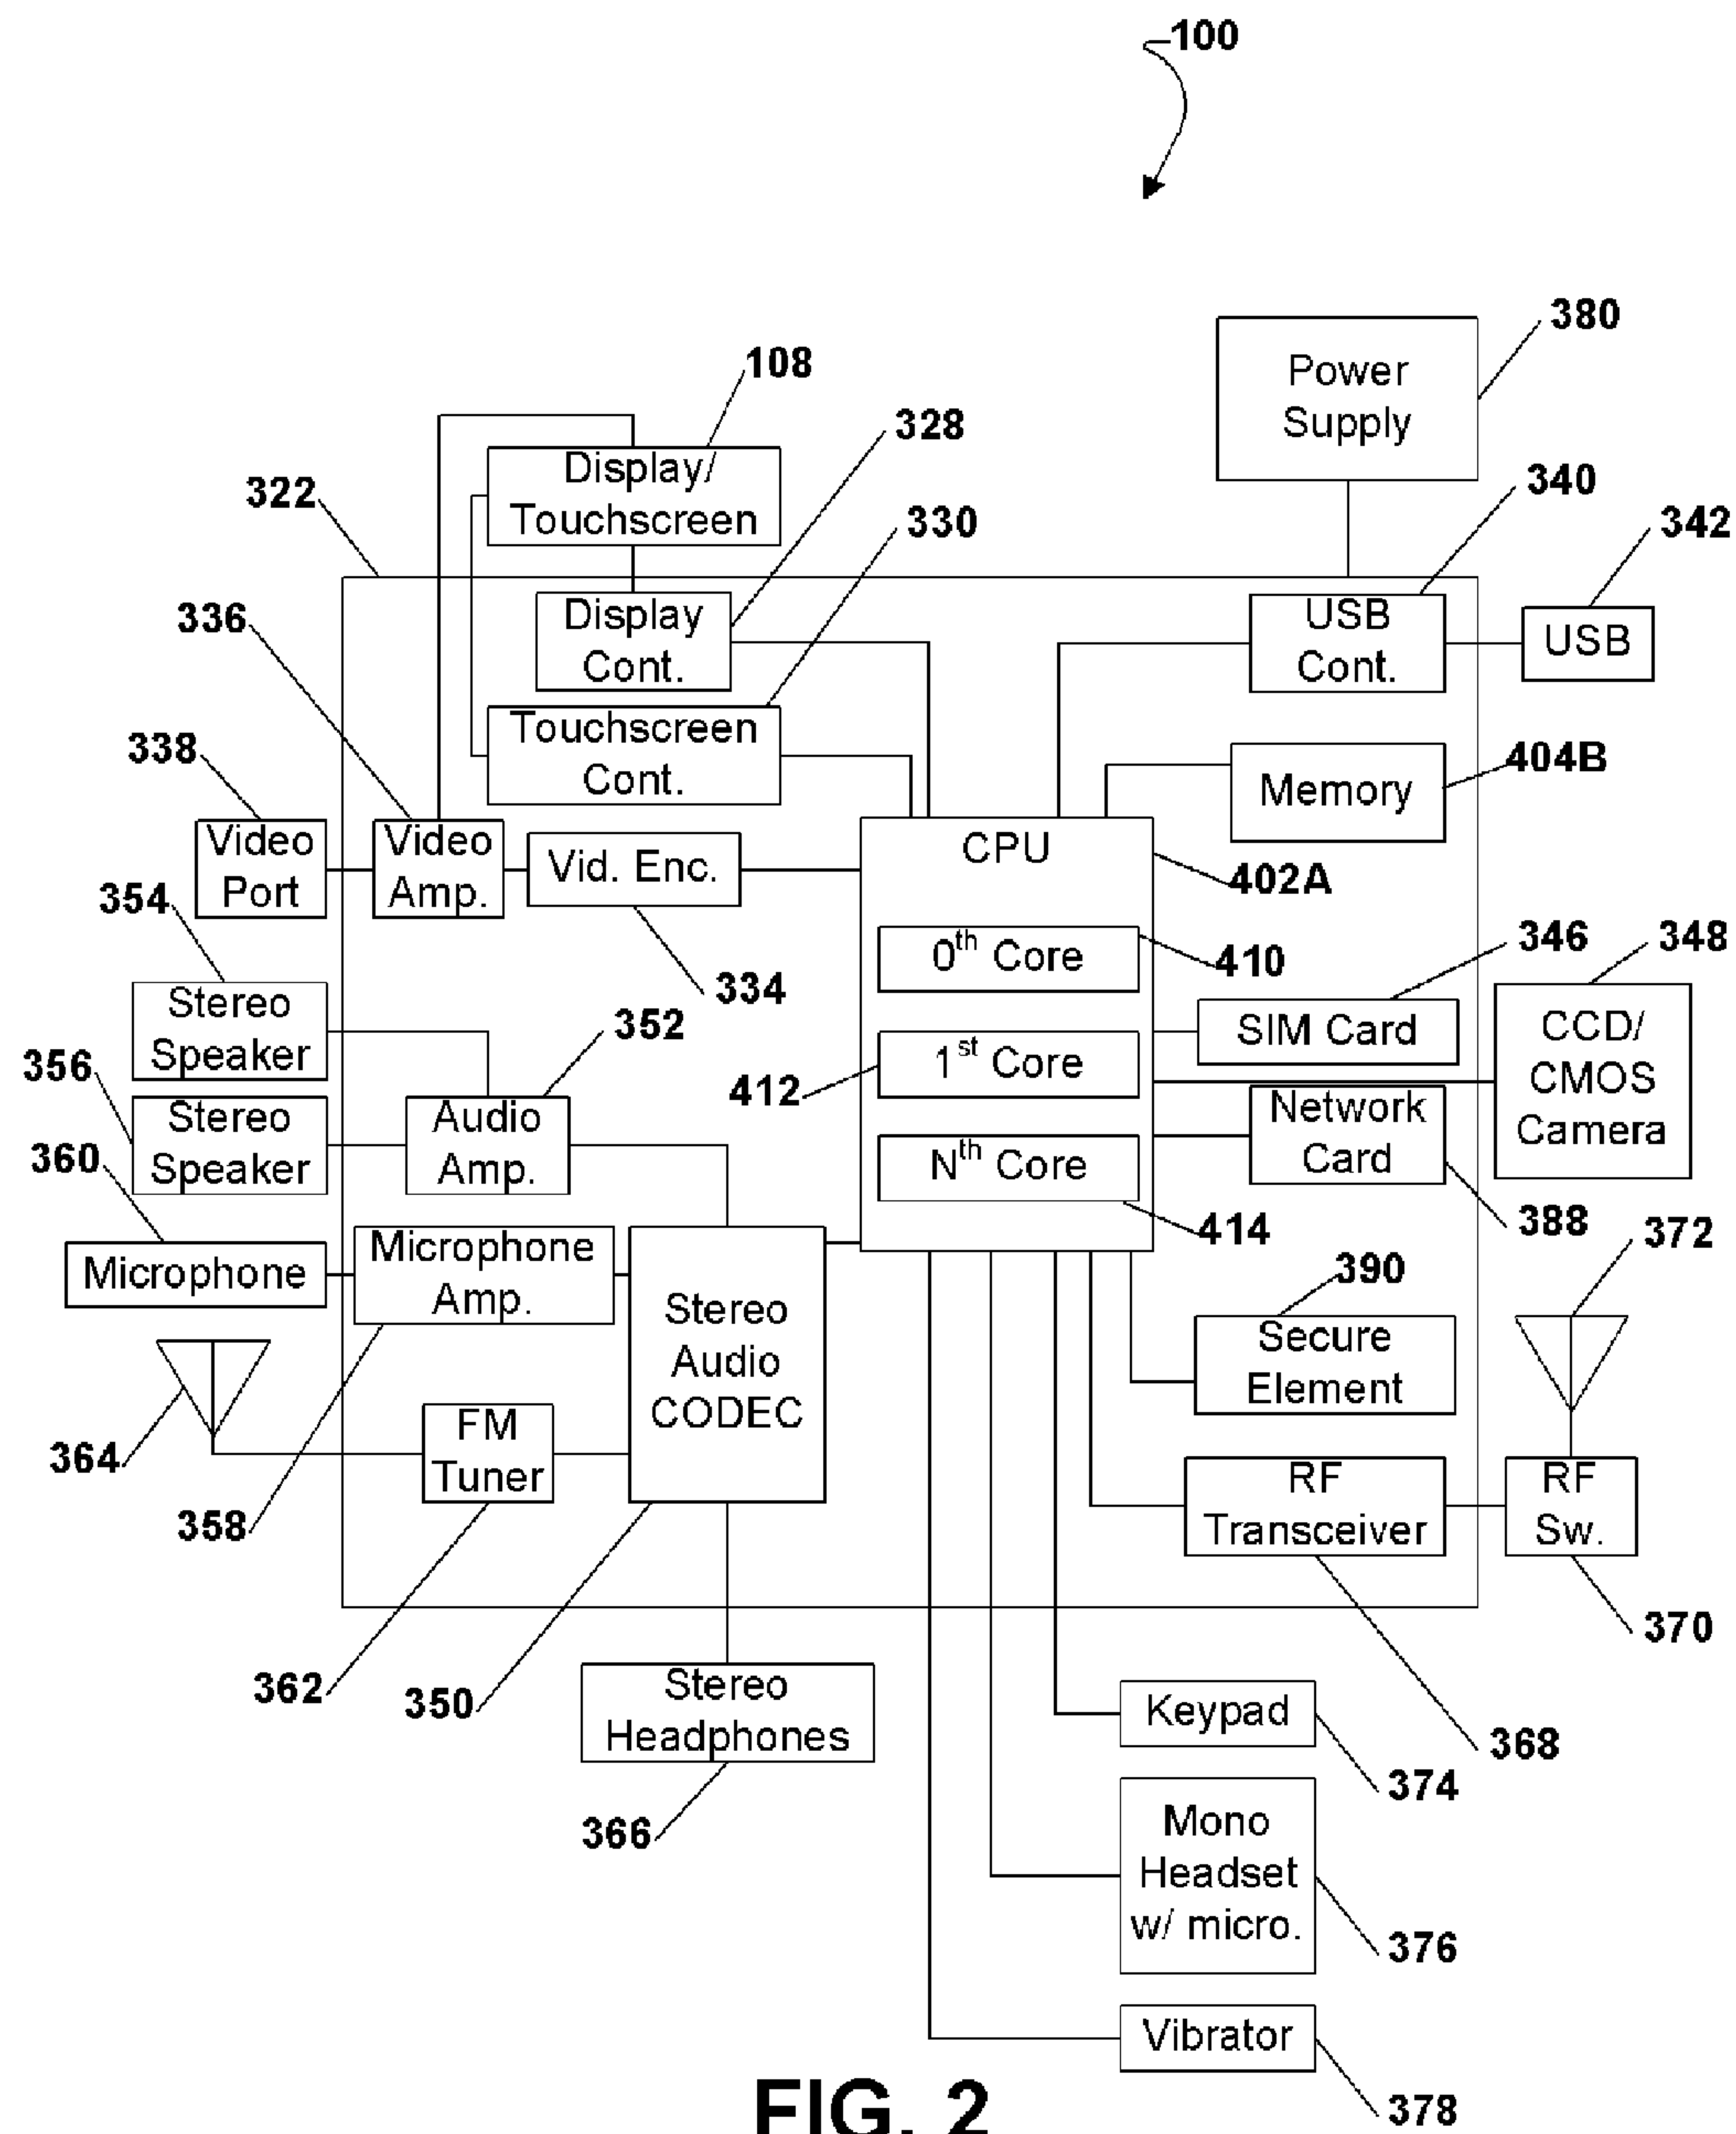 100
380
Power
Supply
108
328
Display/
Touchscreen
322
330
340
342
336
Display
Cont.
USB
Cont.
USB
338
Touchscreen
Cont.
404B
Memory
Video
Port
Video
Amp.
Vid. Enc.
CPU
402A
354
334
0th Core
410
346
348
Stereo
Speaker
352
SIM Card
CCD/
CMOS
Camera
356
412
1st Core
Stereo
Speaker
Audio
Amp.
Network
Card
360
Nth Core
414
388
372
Microphone
Microphone
Amp.
390
Stereo
Audio
CODEC
Secure
Element
364
FM
Tuner
RF
Transceiver
RF
Sw.
358
362
350
370
Stereo
Headphones
Keypad
368
374
366
Mono
Headset
w/ micro.
376
Vibrator
378
FIG. 2